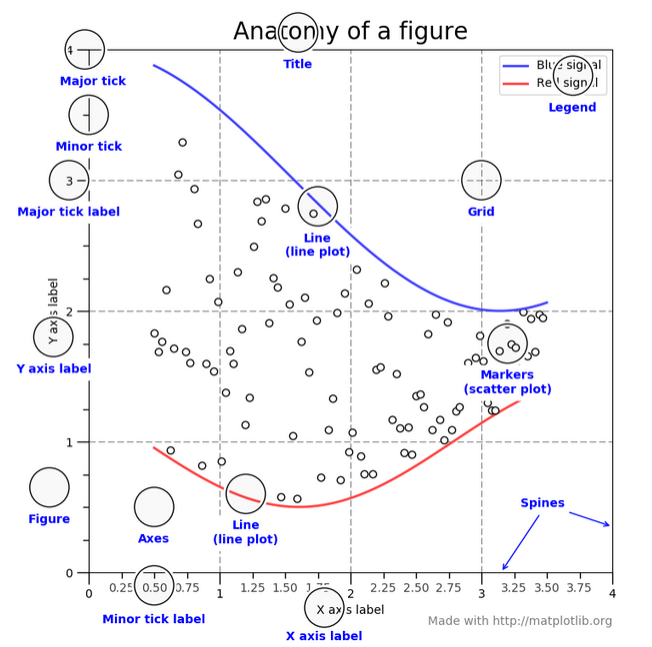 Anatomy of a figure
4
Title
Blue signal
Red signal
Major tick
Legend
Minor tick
3
Major tick label
Grid
Line
(line plot)
2
Y axis label
Y axis label
Markers
(scatter plot)
1
Figure
Axes
Line
(line plot)
Spines
0
0 0.25 0.50 0.75 1 1.25 1.50 1.75 2 2.25 2.50 2.75 3 3.25 3.50 3.75 4
X axis label
Minor tick label
X axis label
Made with http://matplotlib.org